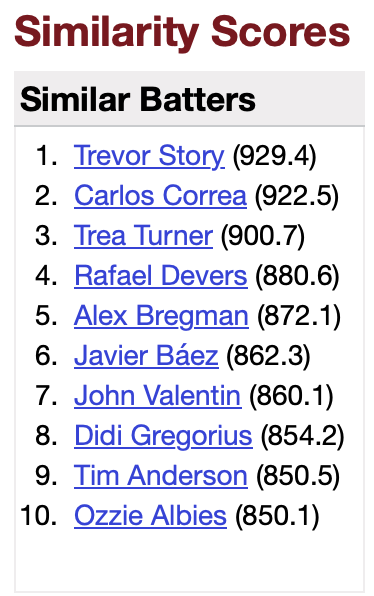 Similarity Scores
Similar Batters
1. Trevor Story (929.4)
2. Carlos Correa (922.5)
3. Trea Turner (900.7)
4. Rafael Devers (880.6)
5. Alex Bregman (872.1)
6. Javier Báez (862.3)
7. John Valentin (860.1)
8. Didi Gregorius (854.2)
9. Tim Anderson (850.5)
10. Ozzie Albies (850.1)